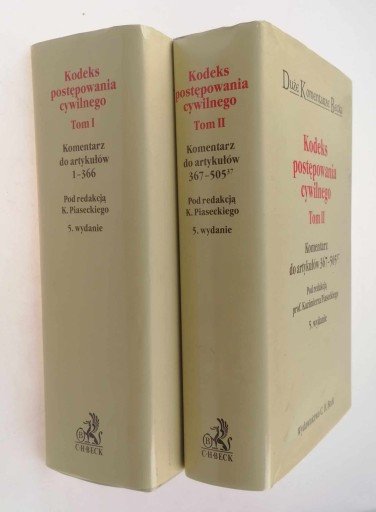 Kodeks
postępowania
cywilnego
Tom I
Komentarz
do artykułów
1–366
Pod redakcją
K. Piaseckiego
5. wydanie
C·H·BECK
Kodeks
postępowania
cywilnego
Tom II
Komentarz
do artykułów
367–505³⁷
Pod redakcją
K. Piaseckiego
5. wydanie
C·H·BECK
Duże Komentarze Becka
Kodeks
postępowania
cywilnego
Tom II
Komentarz
do artykułów 367–505³⁷
Pod redakcją
prof. Kazimierza Piaseckiego
5. wydanie
Wydawnictwo C. H. Beck